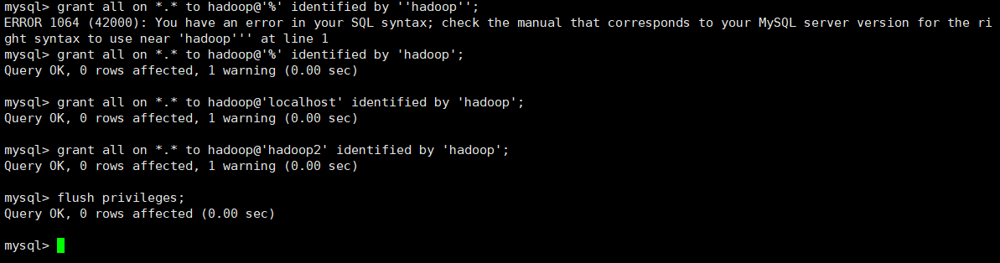 mysql> grant all on *.* to hadoop@'%' identified by ''hadoop'';
ERROR 1064 (42000): You have an error in your SQL syntax; check the manual that corresponds to your MySQL server version for the ri
ght syntax to use near 'hadoop''' at line 1
mysql> grant all on *.* to hadoop@'%' identified by 'hadoop';
Query OK, 0 rows affected, 1 warning (0.00 sec)
mysql> grant all on *.* to hadoop@'localhost' identified by 'hadoop';
Query OK, 0 rows affected, 1 warning (0.00 sec)
mysql> grant all on *.* to hadoop@'hadoop2' identified by 'hadoop';
Query OK, 0 rows affected, 1 warning (0.00 sec)
mysql> flush privileges;
Query OK, 0 rows affected (0.00 sec)
mysql>